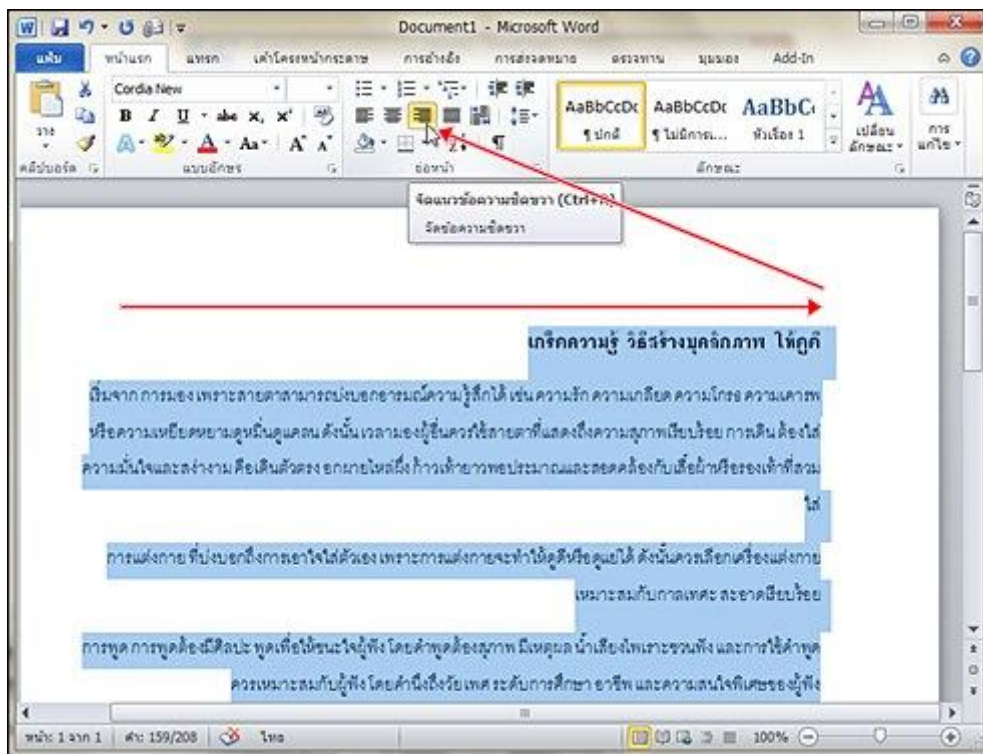 Document1 - Microsoft Word
แฟ้ม หน้าแรก แทรก เค้าโครงหน้ากระดาษ การอ้างอิง การส่งจดหมาย ตรวจทาน มุมมอง Add-In
Cordia New
AaBbCcDc AaBbCcDc AaBbC
วาง ¶ ปกติ ¶ ไม่มีการ... หัวเรื่อง 1 เปลี่ยนลักษณะ การแก้ไข
คลิปบอร์ด แบบอักษร ย่อหน้า ลักษณะ
จัดแนวข้อความชิดขวา (Ctrl+R)
จัดข้อความชิดขวา
เกร็ดความรู้ วิธีสร้างบุคลิกภาพ ให้ดูดี
เริ่มจาก การมอง เพราะสายตาสามารถบ่งบอกอารมณ์ความรู้สึกได้ เช่น ความรัก ความเกลียด ความโกรธ ความเคารพ
หรือความเหยียดหยามดูหมิ่นดูแคลน ดังนั้น เวลามองผู้อื่นควรใช้สายตาที่แสดงถึงความสุภาพเรียบร้อย การเดิน ต้องใส่
ความมั่นใจและสง่างาม คือเดินตัวตรง อกผายไหล่ผึ่ง ก้าวเท้ายาวพอประมาณและสอดคล้องกับเสื้อผ้าหรือรองเท้าที่สวม
ใส่
การแต่งกาย ที่บ่งบอกถึงการเอาใจใส่ตัวเอง เพราะการแต่งกายจะทำให้ดูดีหรือดูแย่ได้ ดังนั้นควรเลือกเครื่องแต่งกาย
เหมาะสมกับกาลเทศะ สะอาดเรียบร้อย
การพูด การพูดต้องมีศิลปะ พูดเพื่อให้ชนะใจผู้ฟัง โดยคำพูดต้องสุภาพ มีเหตุผล น้ำเสียงไพเราะชวนฟัง และการใช้คำพูด
ควรเหมาะสมกับผู้ฟัง โดยคำนึงถึงวัย เพศ ระดับการศึกษา อาชีพ และความสนใจพิเศษของผู้ฟัง
หน้า: 1 จาก 1 คำ: 159/208 ไทย 100%